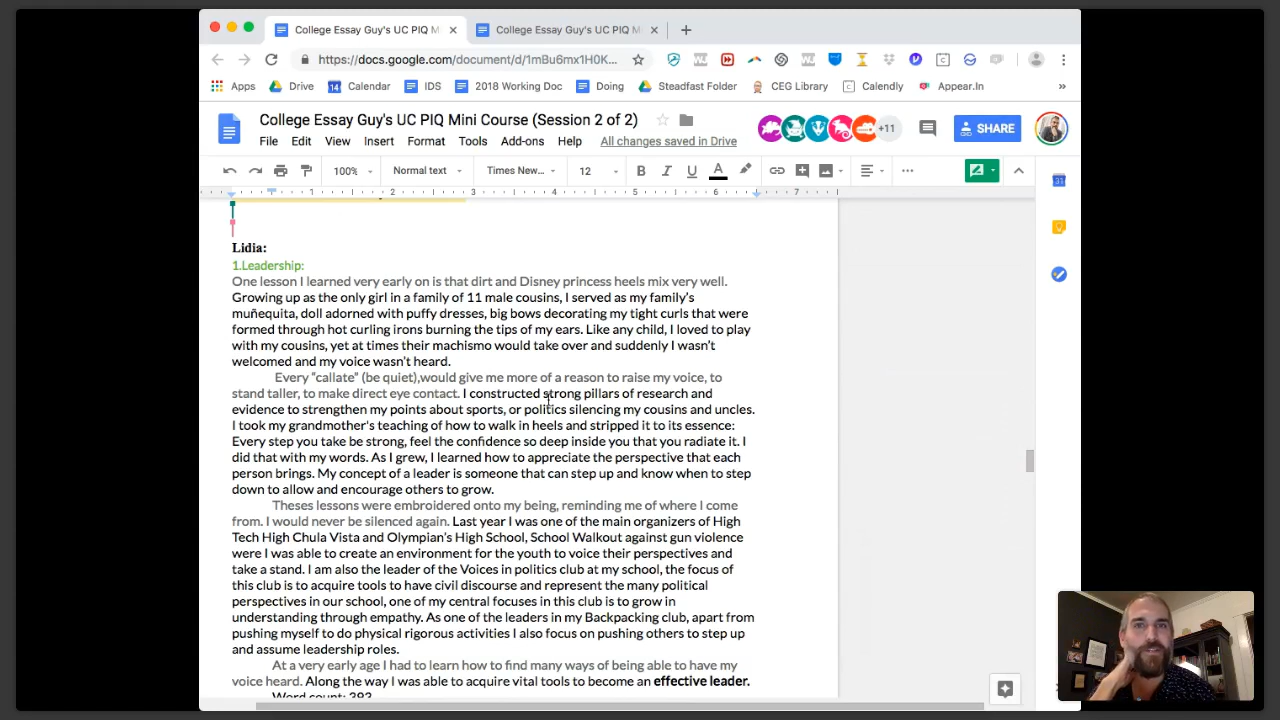 College Essay Guy's UC PIQ M
College Essay Guy's UC PIQ M
https://docs.google.com/document/d/1mBu6mx1H0K...
Apps Drive Calendar IDS 2018 Working Doc Doing Steadfast Folder CEG Library Calendly Appear.In »
College Essay Guy's UC PIQ Mini Course (Session 2 of 2)
+11
SHARE
File Edit View Insert Format Tools Add-ons Help All changes saved in Drive
100% Normal text Times New... 12 B I U A
1 2 3 4 5 6 7
31
Lidia:
1.Leadership:
One lesson I learned very early on is that dirt and Disney princess heels mix very well.
Growing up as the only girl in a family of 11 male cousins, I served as my family's
muñequita, doll adorned with puffy dresses, big bows decorating my tight curls that were
formed through hot curling irons burning the tips of my ears. Like any child, I loved to play
with my cousins, yet at times their machismo would take over and suddenly I wasn't
welcomed and my voice wasn't heard.
Every "callate" (be quiet),would give me more of a reason to raise my voice, to
stand taller, to make direct eye contact. I constructed strong pillars of research and
evidence to strengthen my points about sports, or politics silencing my cousins and uncles.
I took my grandmother's teaching of how to walk in heels and stripped it to its essence:
Every step you take be strong, feel the confidence so deep inside you that you radiate it. I
did that with my words. As I grew, I learned how to appreciate the perspective that each
person brings. My concept of a leader is someone that can step up and know when to step
down to allow and encourage others to grow.
Theses lessons were embroidered onto my being, reminding me of where I come
from. I would never be silenced again. Last year I was one of the main organizers of High
Tech High Chula Vista and Olympian's High School, School Walkout against gun violence
were I was able to create an environment for the youth to voice their perspectives and
take a stand. I am also the leader of the Voices in politics club at my school, the focus of
this club is to acquire tools to have civil discourse and represent the many political
perspectives in our school, one of my central focuses in this club is to grow in
understanding through empathy. As one of the leaders in my Backpacking club, apart from
pushing myself to do physical rigorous activities I also focus on pushing others to step up
and assume leadership roles.
At a very early age I had to learn how to find many ways of being able to have my
voice heard. Along the way I was able to acquire vital tools to become an effective leader.
Word count: 393